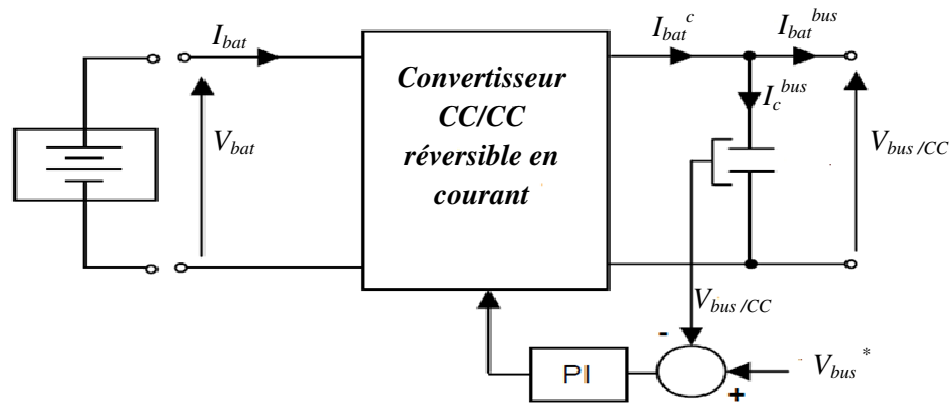 I_bat
I_bat^c
I_bat^bus
Convertisseur
CC/CC
réversible en
courant
I_c^bus
V_bat
V_bus /CC
V_bus /CC
-
PI
+
V_bus^*